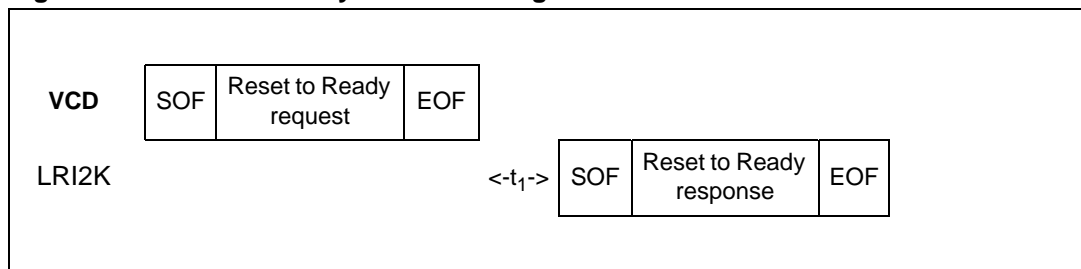 VCD
SOF
Reset to Ready
request
EOF
LRI2K
<-t1->
SOF
Reset to Ready
response
EOF